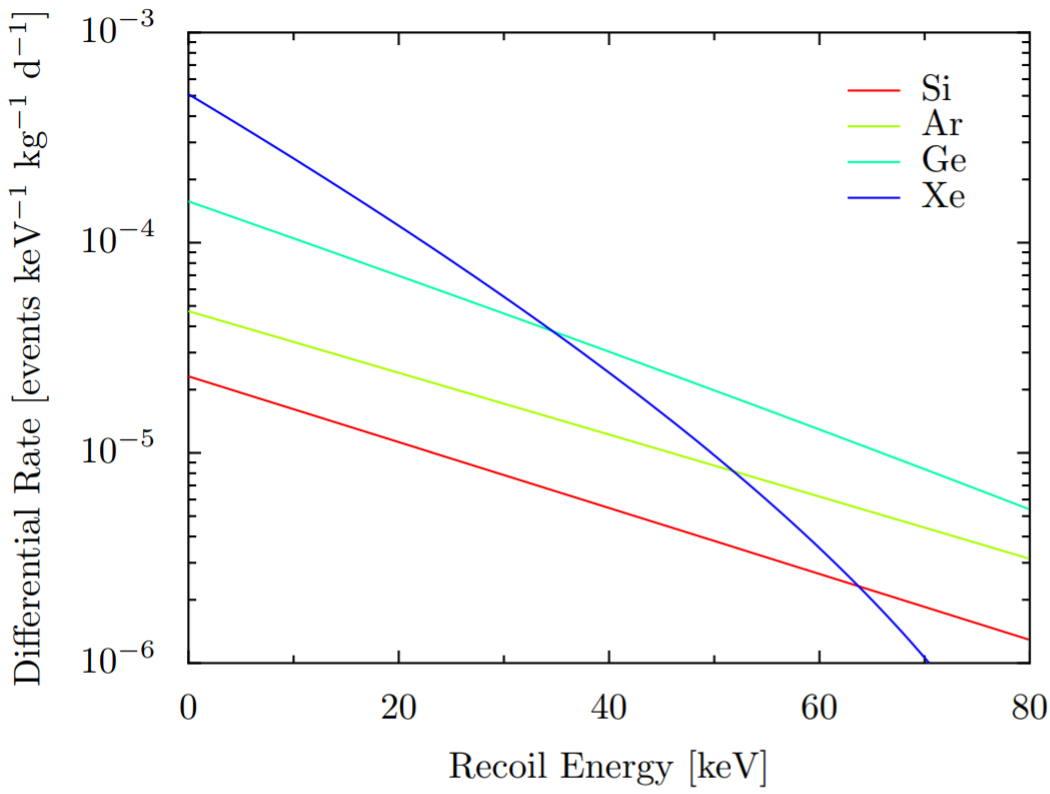 Differential Rate [events keV⁻¹ kg⁻¹ d⁻¹]
10⁻³
10⁻⁴
10⁻⁵
10⁻⁶
Si
Ar
Ge
Xe
0 20 40 60 80
Recoil Energy [keV]